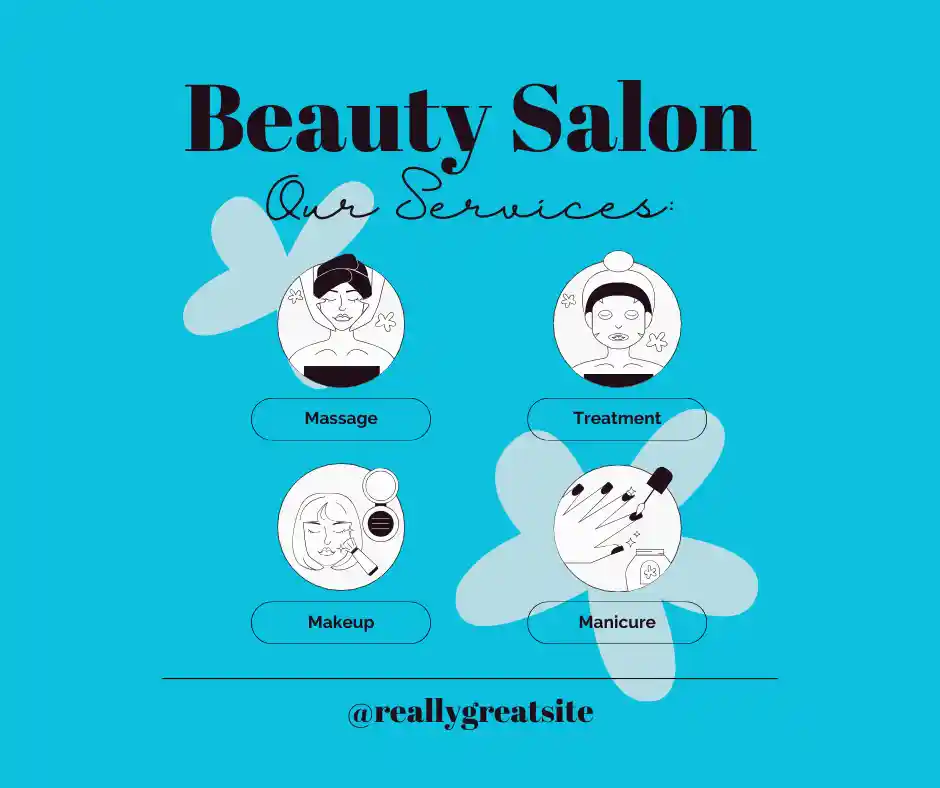 Beauty Salon
Our Services:
Massage
Treatment
Makeup
Manicure
@reallygreatsite